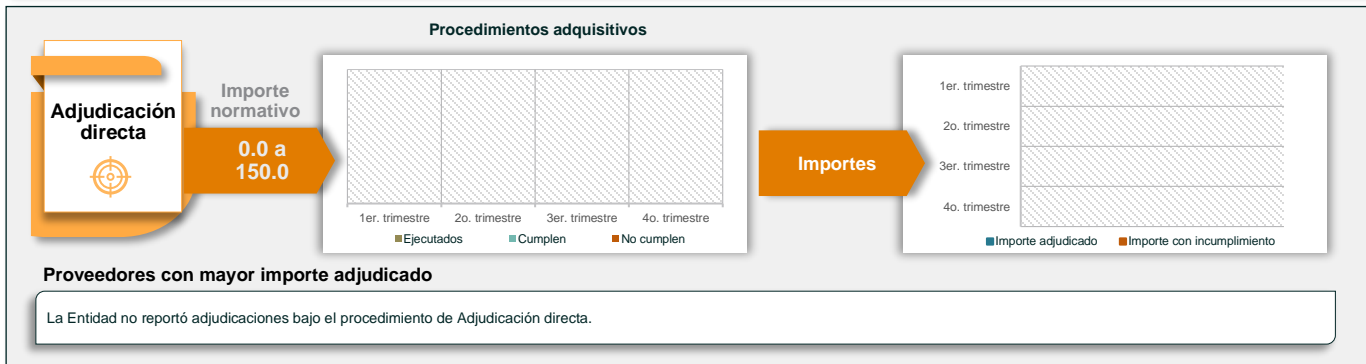 Procedimientos adquisitivos
Adjudicación
directa
Importe
normativo
0.0 a
150.0
1er. trimestre
2o. trimestre
3er. trimestre
4o. trimestre
Ejecutados
Cumplen
No cumplen
Importes
1er. trimestre
2o. trimestre
3er. trimestre
4o. trimestre
Importe adjudicado
Importe con incumplimiento
Proveedores con mayor importe adjudicado
La Entidad no reportó adjudicaciones bajo el procedimiento de Adjudicación directa.